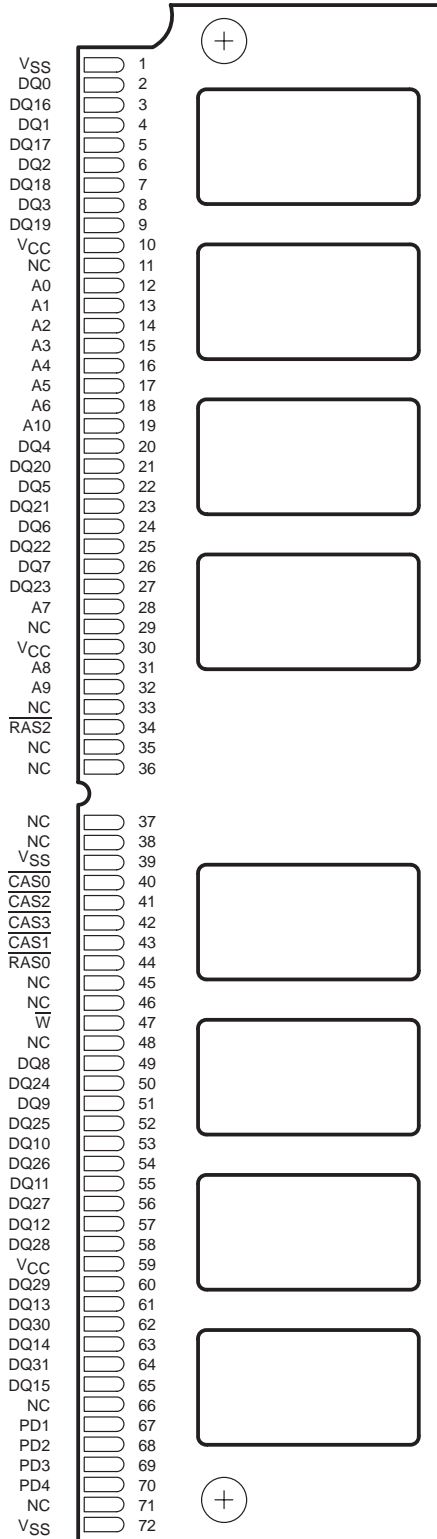 VSS 1
DQ0 2
DQ16 3
DQ1 4
DQ17 5
DQ2 6
DQ18 7
DQ3 8
DQ19 9
VCC 10
NC 11
A0 12
A1 13
A2 14
A3 15
A4 16
A5 17
A6 18
A10 19
DQ4 20
DQ20 21
DQ5 22
DQ21 23
DQ6 24
DQ22 25
DQ7 26
DQ23 27
A7 28
NC 29
VCC 30
A8 31
A9 32
NC 33
R̅A̅S̅2̅ 34
NC 35
NC 36
NC 37
NC 38
VSS 39
C̅A̅S̅0̅ 40
C̅A̅S̅2̅ 41
C̅A̅S̅3̅ 42
C̅A̅S̅1̅ 43
R̅A̅S̅0̅ 44
NC 45
NC 46
W̅ 47
NC 48
DQ8 49
DQ24 50
DQ9 51
DQ25 52
DQ10 53
DQ26 54
DQ11 55
DQ27 56
DQ12 57
DQ28 58
VCC 59
DQ29 60
DQ13 61
DQ30 62
DQ14 63
DQ31 64
DQ15 65
NC 66
PD1 67
PD2 68
PD3 69
PD4 70
NC 71
VSS 72